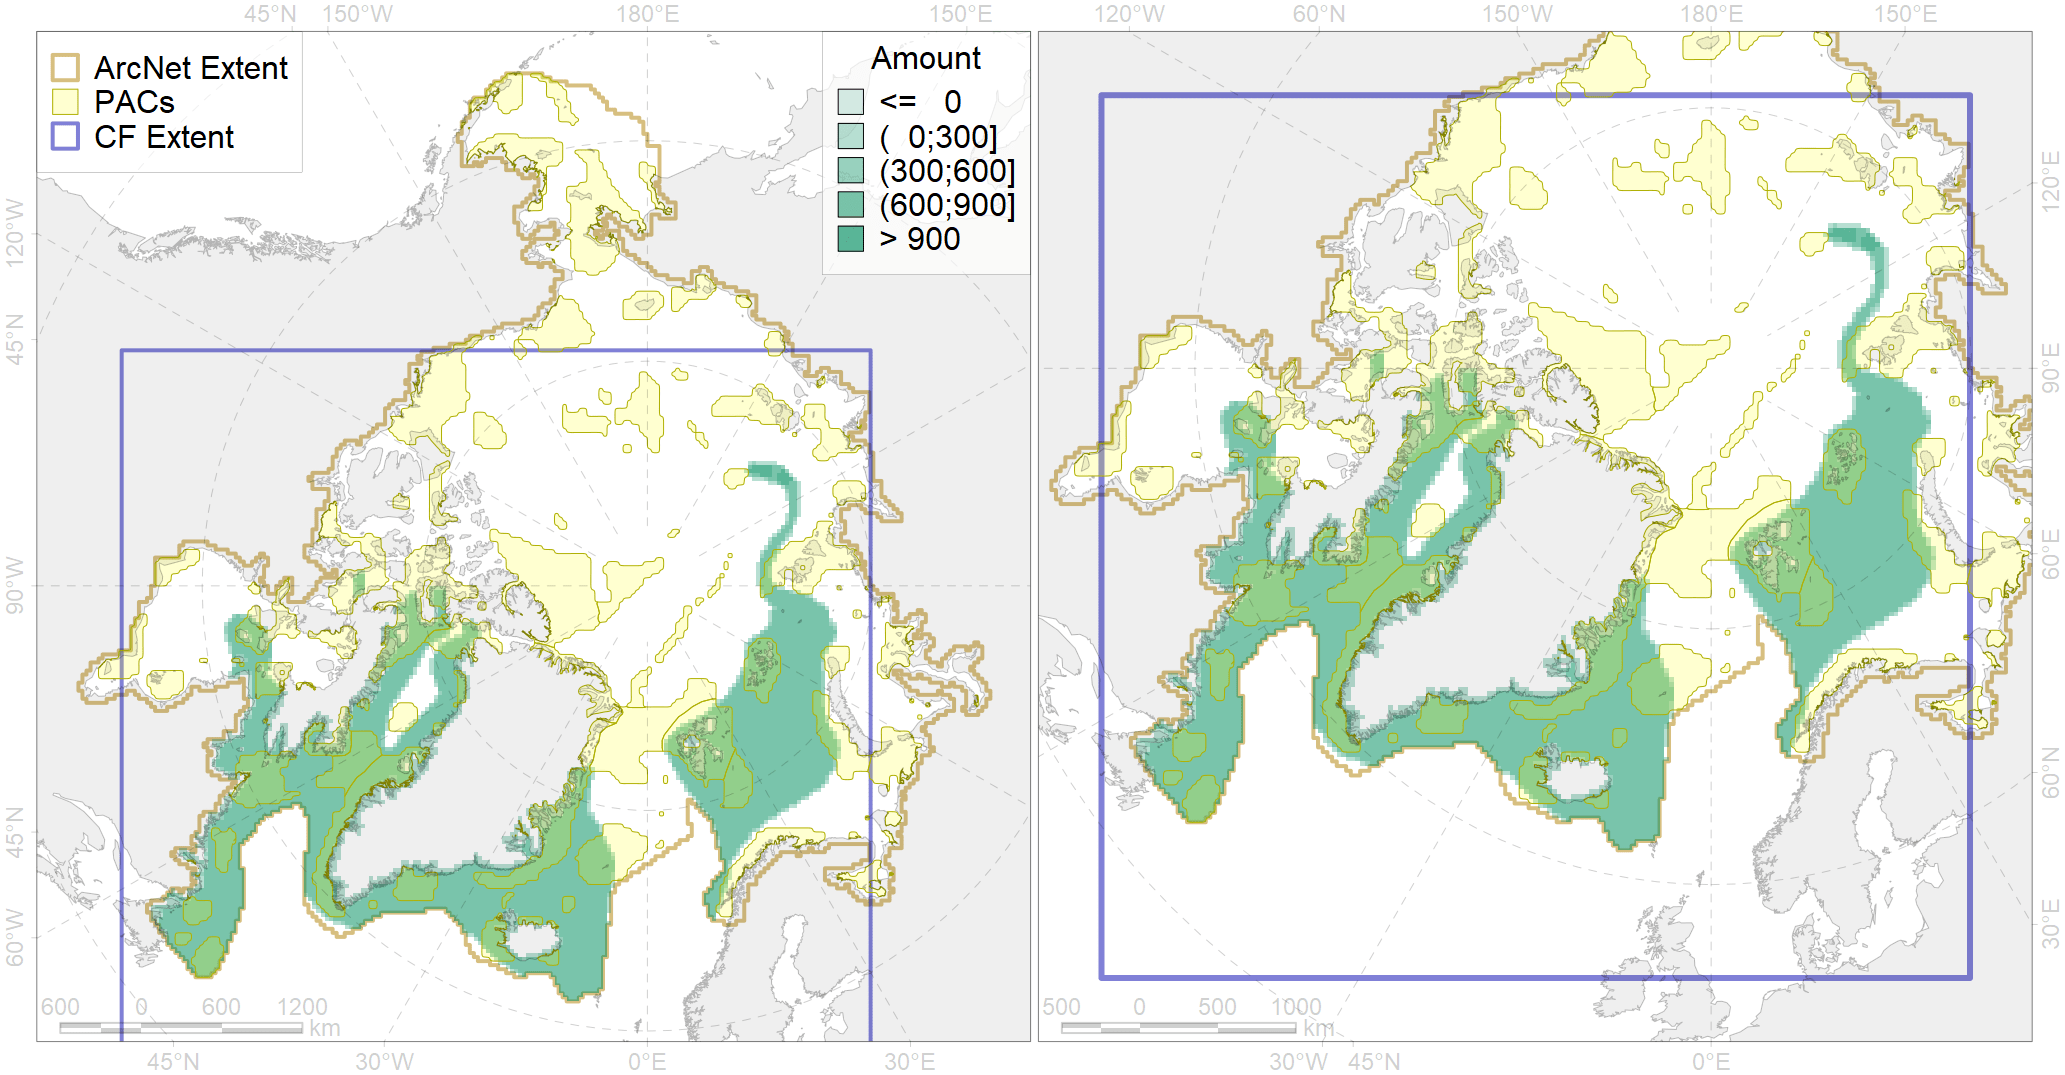 45°N 150°W 180°E 150°E
120°W 60°N 150°W 180°E 150°E
ArcNet Extent
PACs
CF Extent
Amount
<= 0
( 0;300]
(300;600]
(600;900]
> 900
120°W
45°N
90°W
45°N
60°W
120°E
90°E
60°E
60°N
30°E
600 0 600 1200
km
500 0 500 1000
km
45°N 30°W 0°E 30°E
30°W 45°N 0°E